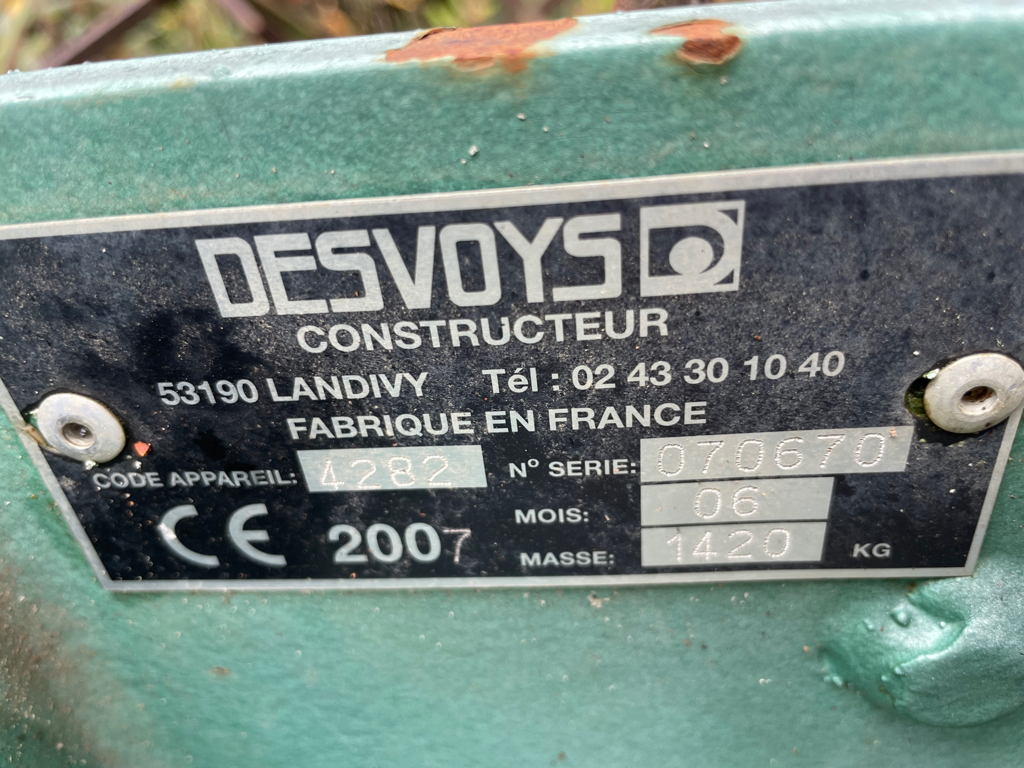 DESVOYS
CONSTRUCTEUR
53190 LANDIVY Tél : 02 43 30 10 40
FABRIQUE EN FRANCE
CODE APPAREIL: 4282 N° SERIE: 070670
MOIS: 06
CE 2007 MASSE: 1420 KG